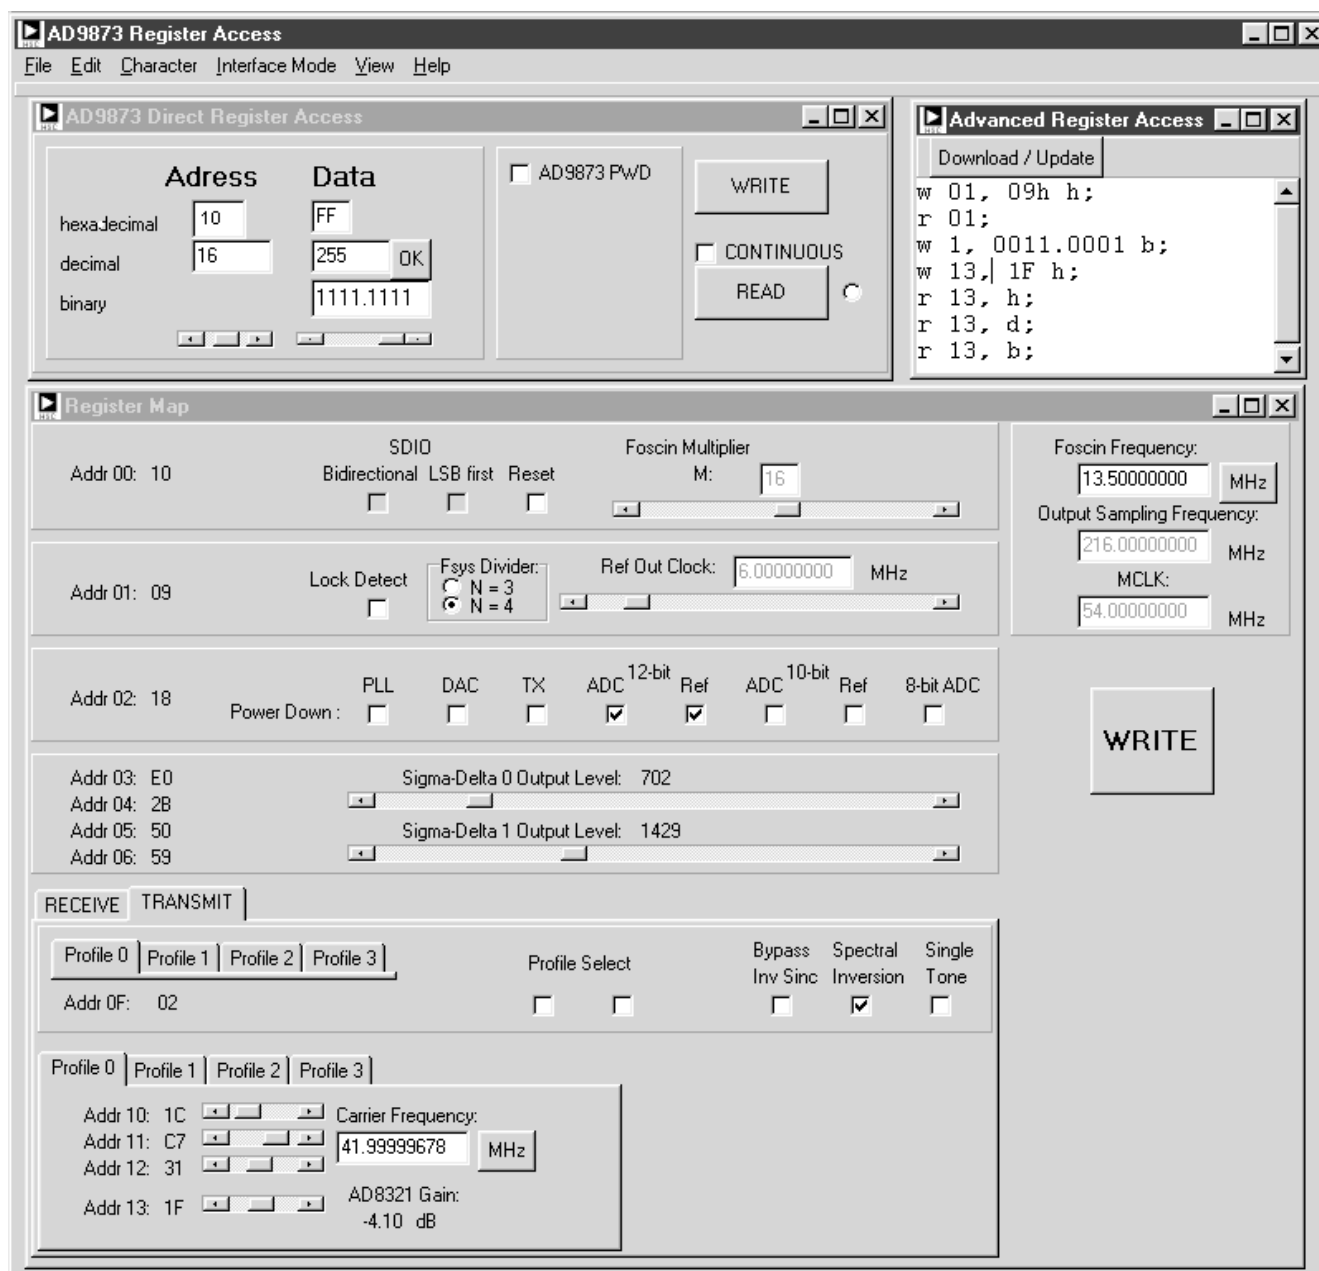 AD9873 Register Access
File Edit Character Interface Mode View Help
AD9873 Direct Register Access
Adress Data
hexadecimal 10 FF
decimal 16 255 OK
binary 1111.1111
AD9873 PWD
WRITE
CONTINUOUS
READ
Advanced Register Access
Download / Update
w 01, 09h h;
r 01;
w 1, 0011.0001 b;
w 13, 1F h;
r 13, h;
r 13, d;
r 13, b;
Register Map
SDIO Foscin Multiplier
Addr 00: 10 Bidirectional LSB first Reset M: 16
Addr 01: 09 Lock Detect Fsys Divider: Ref Out Clock: 6.00000000 MHz
N = 3
N = 4
Foscin Frequency:
13.50000000 MHz
Output Sampling Frequency:
216.00000000 MHz
MCLK:
54.00000000 MHz
PLL DAC TX ADC 12-bit Ref ADC 10-bit Ref 8-bit ADC
Addr 02: 18 Power Down :
WRITE
Addr 03: E0 Sigma-Delta 0 Output Level: 702
Addr 04: 2B
Addr 05: 50 Sigma-Delta 1 Output Level: 1429
Addr 06: 59
RECEIVE TRANSMIT
Profile 0 Profile 1 Profile 2 Profile 3
Addr 0F: 02
Profile Select
Bypass Spectral Single
Inv Sinc Inversion Tone
Profile 0 Profile 1 Profile 2 Profile 3
Addr 10: 1C Carrier Frequency:
Addr 11: C7 41.99999678 MHz
Addr 12: 31
Addr 13: 1F AD8321 Gain:
-4.10 dB